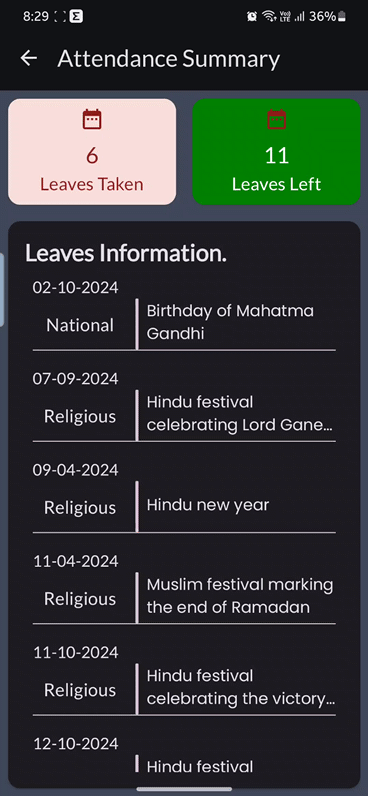 8:29 Σ Vo) LTE 36%
Attendance Summary
6
Leaves Taken
11
Leaves Left
Leaves Information.
02-10-2024
National
Birthday of Mahatma
Gandhi
07-09-2024
Religious
Hindu festival
celebrating Lord Gane...
09-04-2024
Religious
Hindu new year
11-04-2024
Religious
Muslim festival marking
the end of Ramadan
11-10-2024
Religious
Hindu festival
celebrating the victory...
12-10-2024
Hindu festival